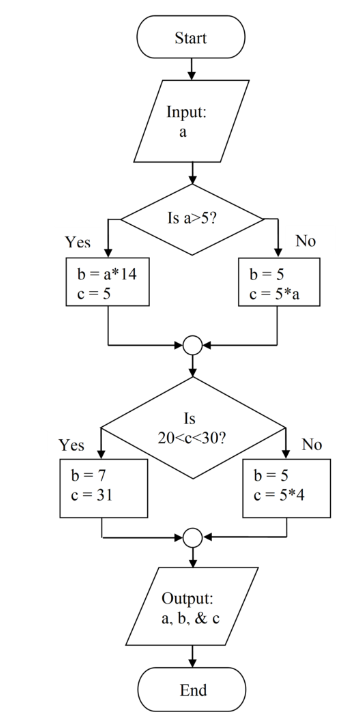 Start
Input:
a
Is a>5?
Yes
No
b = a*14
c = 5
b = 5
c = 5*a
Is
20<c<30?
Yes
No
b = 7
c = 31
b = 5
c = 5*4
Output:
a, b, & c
End